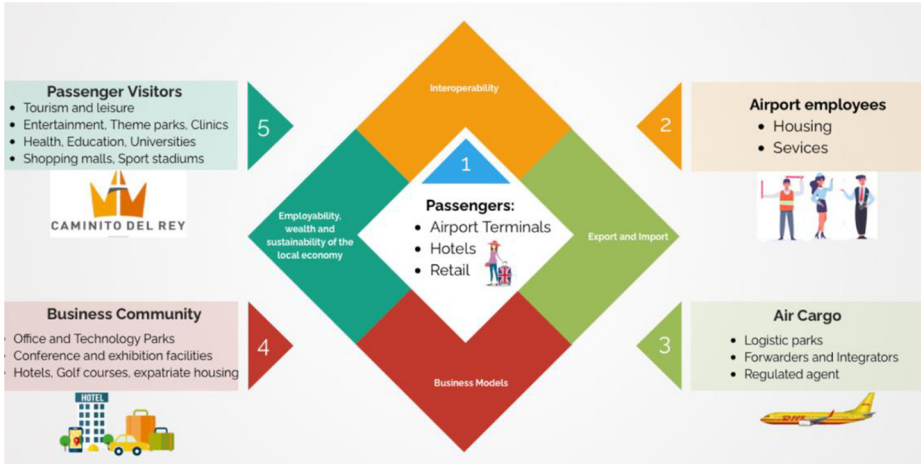 Passenger Visitors
• Tourism and leisure
• Entertainment, Theme parks, Clinics
• Health, Education, Universities
• Shopping malls, Sport stadiums
5
CAMINITO DEL REY
Interoperability
2
Airport employees
• Housing
• Sevices
1
Passengers:
• Airport Terminals
• Hotels
• Retail
Employability,
wealth and
sustainability of the
local economy
Export and Import
Business Models
Business Community
Office and Technology Parks
Conference and exhibition facilities
Hotels, Golf courses, expatriate housing
4
HOTEL
3
Air Cargo
• Logistic parks
• Forwarders and Integrators
• Regulated agent
DHL